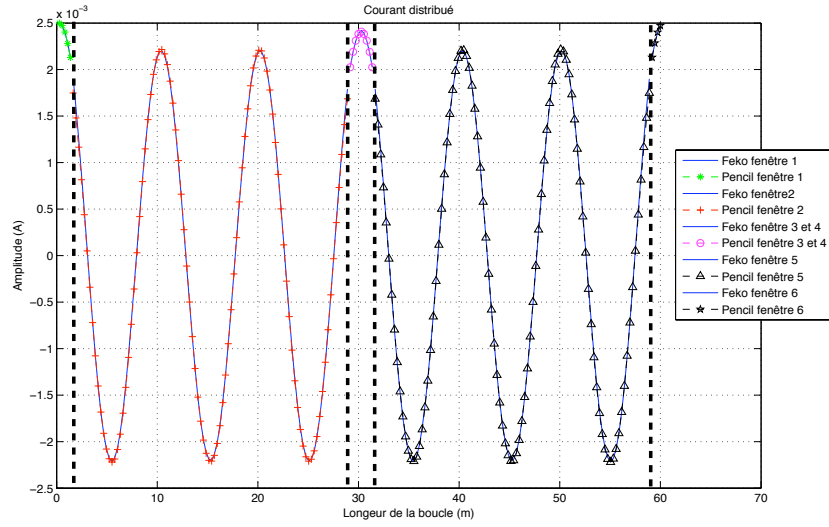 Courant distribué
x 10⁻³
2.5
2
1.5
1
0.5
0
−0.5
−1
−1.5
−2
−2.5
Amplitude (A)
0
10
20
30
40
50
60
70
Longeur de la boucle (m)
Feko fenêtre 1
Pencil fenêtre 1
Feko fenêtre2
Pencil fenêtre 2
Feko fenêtre 3 et 4
Pencil fenêtre 3 et 4
Feko fenêtre 5
Pencil fenêtre 5
Feko fenêtre 6
Pencil fenêtre 6